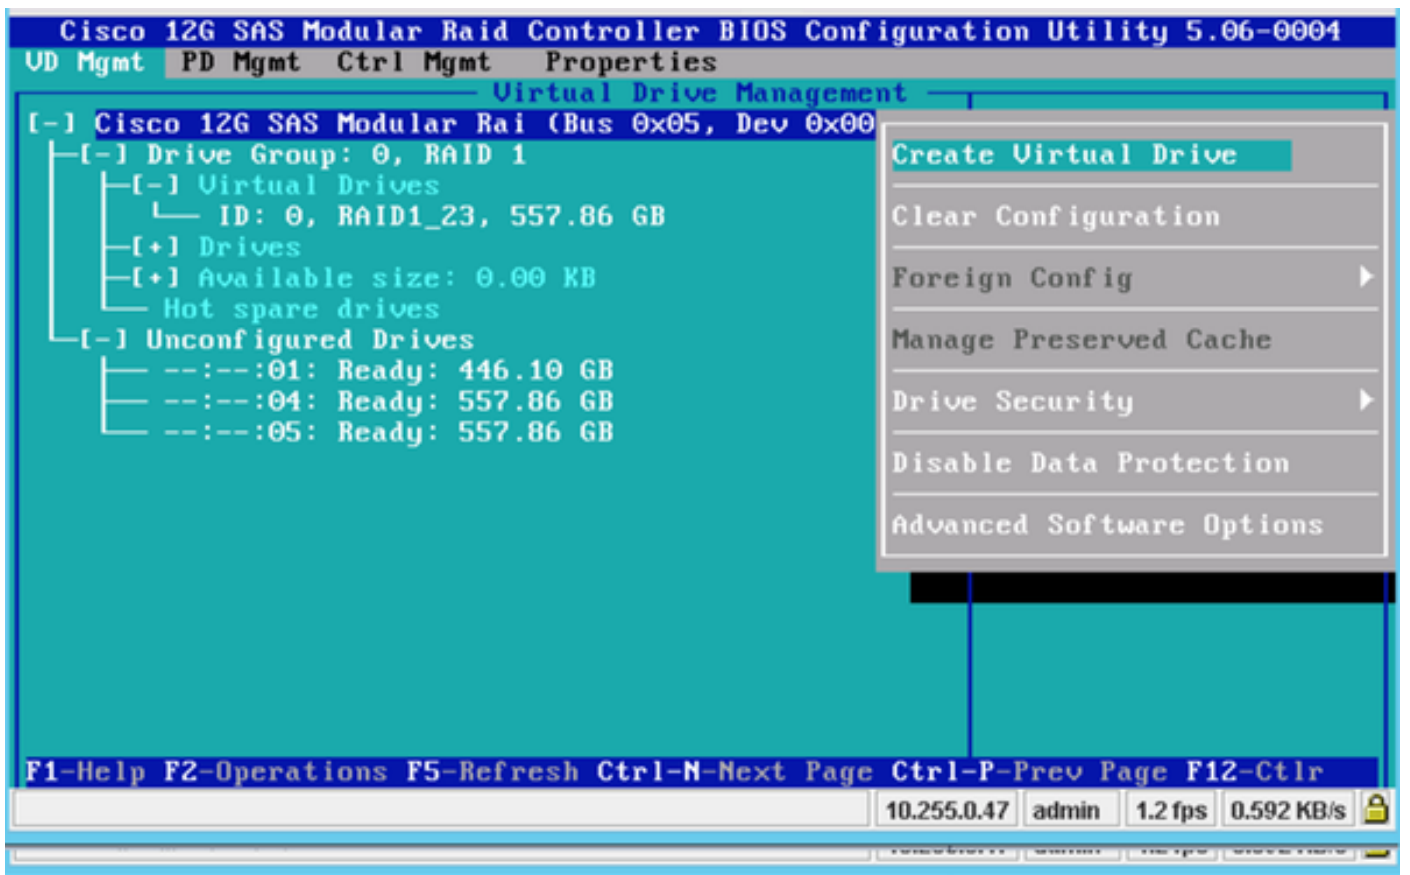 Cisco 12G SAS Modular Raid Controller BIOS Configuration Utility 5.06-0004
VD Mgmt PD Mgmt Ctrl Mgmt Properties
Virtual Drive Management
[-] Cisco 12G SAS Modular Rai (Bus 0x05, Dev 0x00
[-] Drive Group: 0, RAID 1
[-] Virtual Drives
ID: 0, RAID1_23, 557.86 GB
[+] Drives
[+] Available size: 0.00 KB
Hot spare drives
[-] Unconfigured Drives
--:--:01: Ready: 446.10 GB
--:--:04: Ready: 557.86 GB
--:--:05: Ready: 557.86 GB
Create Virtual Drive
Clear Configuration
Foreign Config
Manage Preserved Cache
Drive Security
Disable Data Protection
Advanced Software Options
F1-Help F2-Operations F5-Refresh Ctrl-N-Next Page Ctrl-P-Prev Page F12-Ctlr
10.255.0.47 admin 1.2 fps 0.592 KB/s